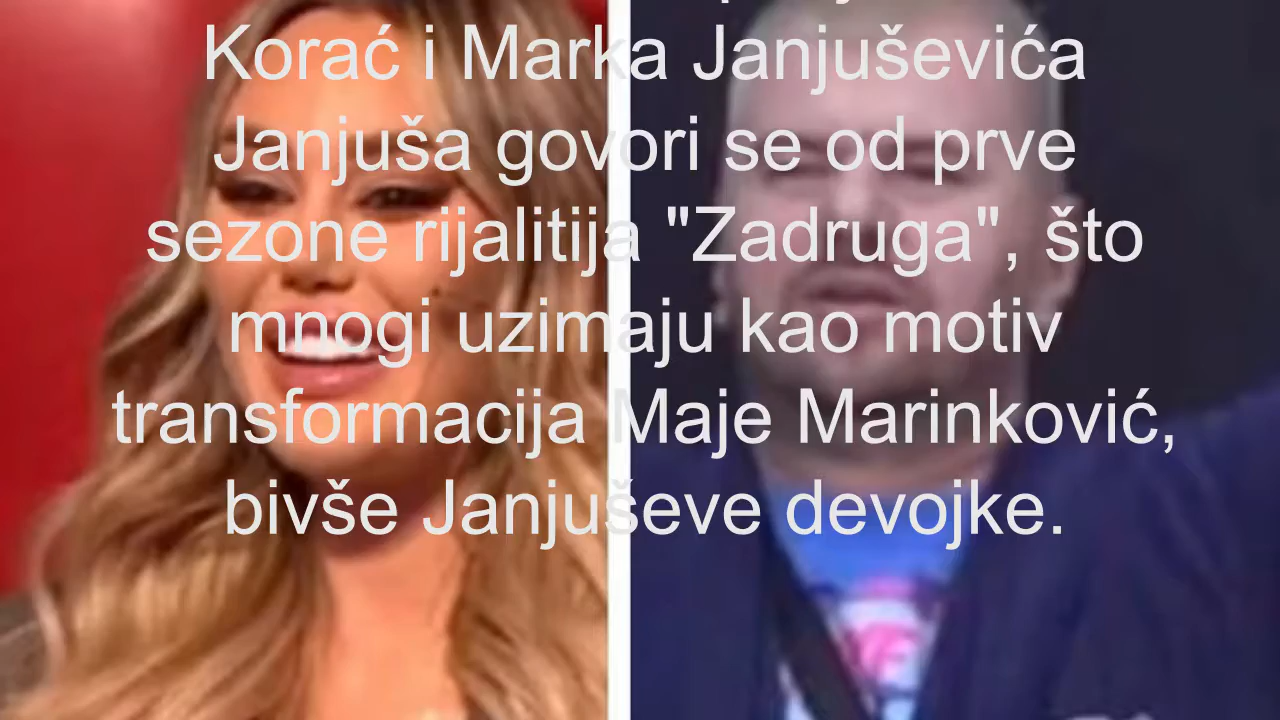 Korać i Marka Janjuševića
Janjuša govori se od prve
sezone rijalitija "Zadruga", što
mnogi uzimaju kao motiv
transformacija Maje Marinković,
bivše Janjuševe devojke.